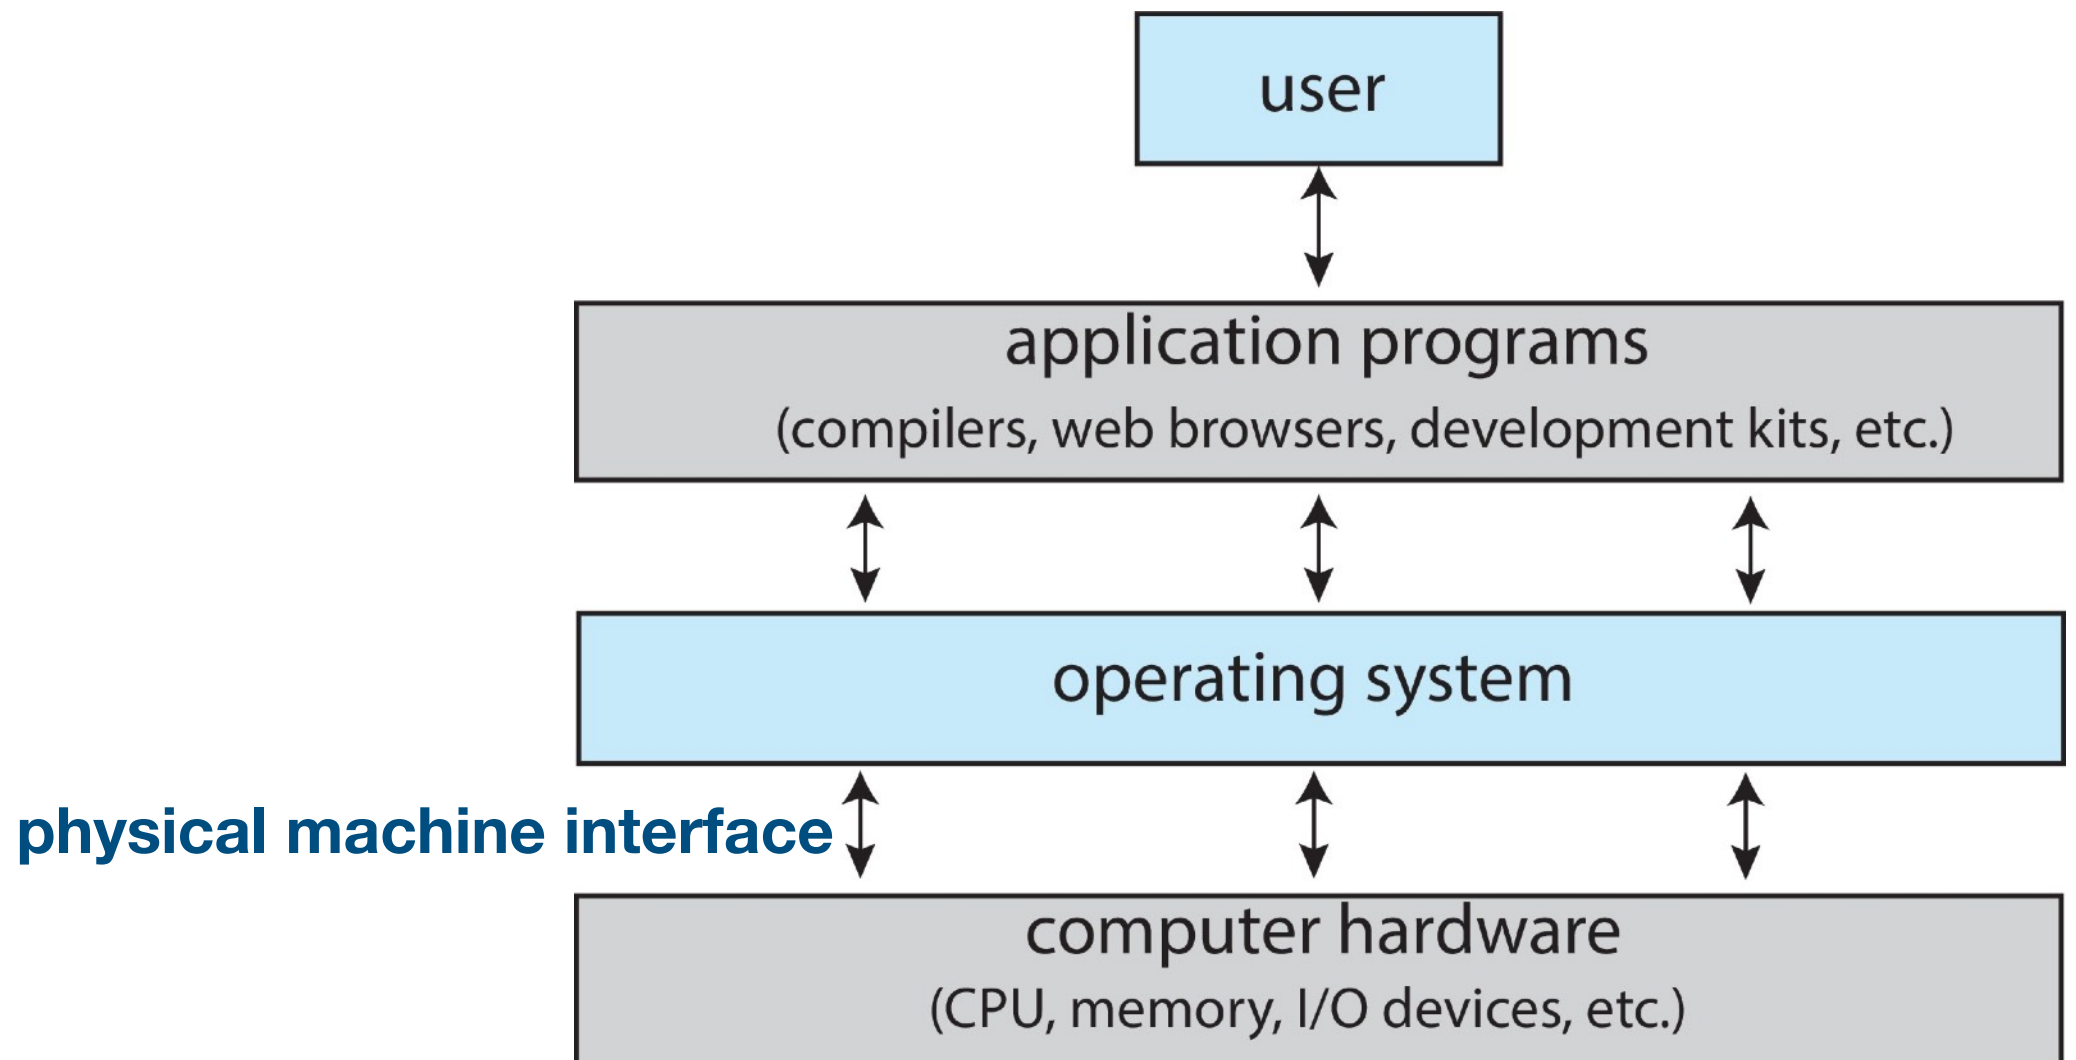 user
application programs
(compilers, web browsers, development kits, etc.)
operating system
physical machine interface
computer hardware
(CPU, memory, I/O devices, etc.)